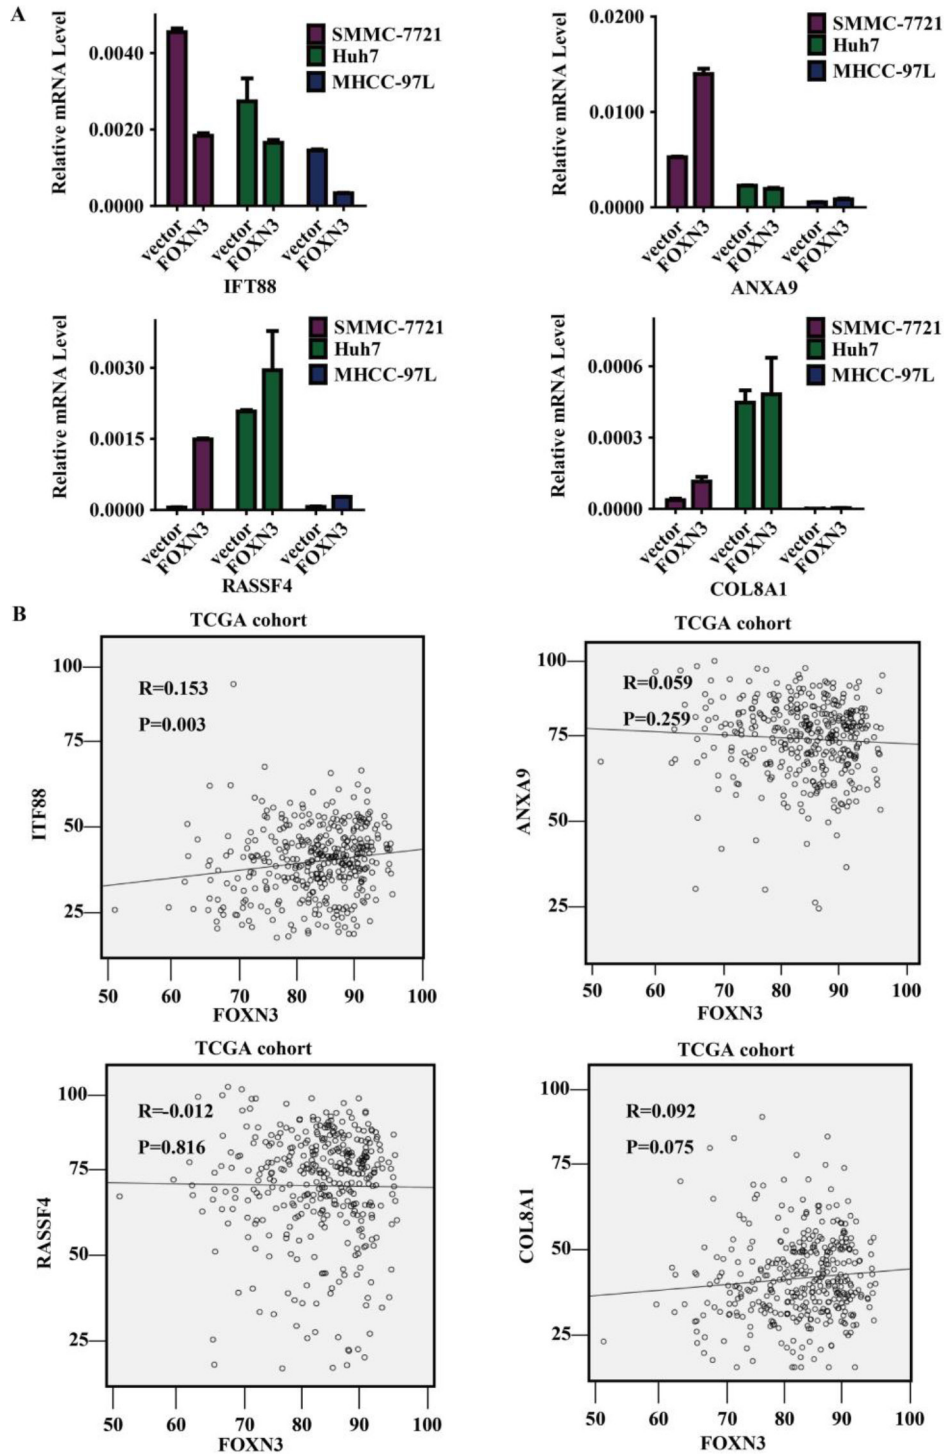 A
Relative mRNA Level
0.0040
0.0020
0.0000
SMMC-7721
Huh7
MHCC-97L
vector
FOXN3
vector
FOXN3
vector
FOXN3
IFT88
Relative mRNA Level
0.0200
0.0100
0.0000
SMMC-7721
Huh7
MHCC-97L
vector
FOXN3
vector
FOXN3
vector
FOXN3
ANXA9
Relative mRNA Level
0.0030
0.0015
0.0000
SMMC-7721
Huh7
MHCC-97L
vector
FOXN3
vector
FOXN3
vector
FOXN3
RASSF4
Relative mRNA Level
0.0006
0.0003
0.0000
SMMC-7721
Huh7
MHCC-97L
vector
FOXN3
vector
FOXN3
vector
FOXN3
COL8A1
B
TCGA cohort
R=0.153
P=0.003
ITF88
100
75
50
25
50 60 70 80 90 100
FOXN3
TCGA cohort
R=0.059
P=0.259
ANXA9
100
75
50
25
50 60 70 80 90 100
FOXN3
TCGA cohort
R=-0.012
P=0.816
RASSF4
100
75
50
25
50 60 70 80 90 100
FOXN3
TCGA cohort
R=0.092
P=0.075
COL8A1
100
75
50
25
50 60 70 80 90 100
FOXN3